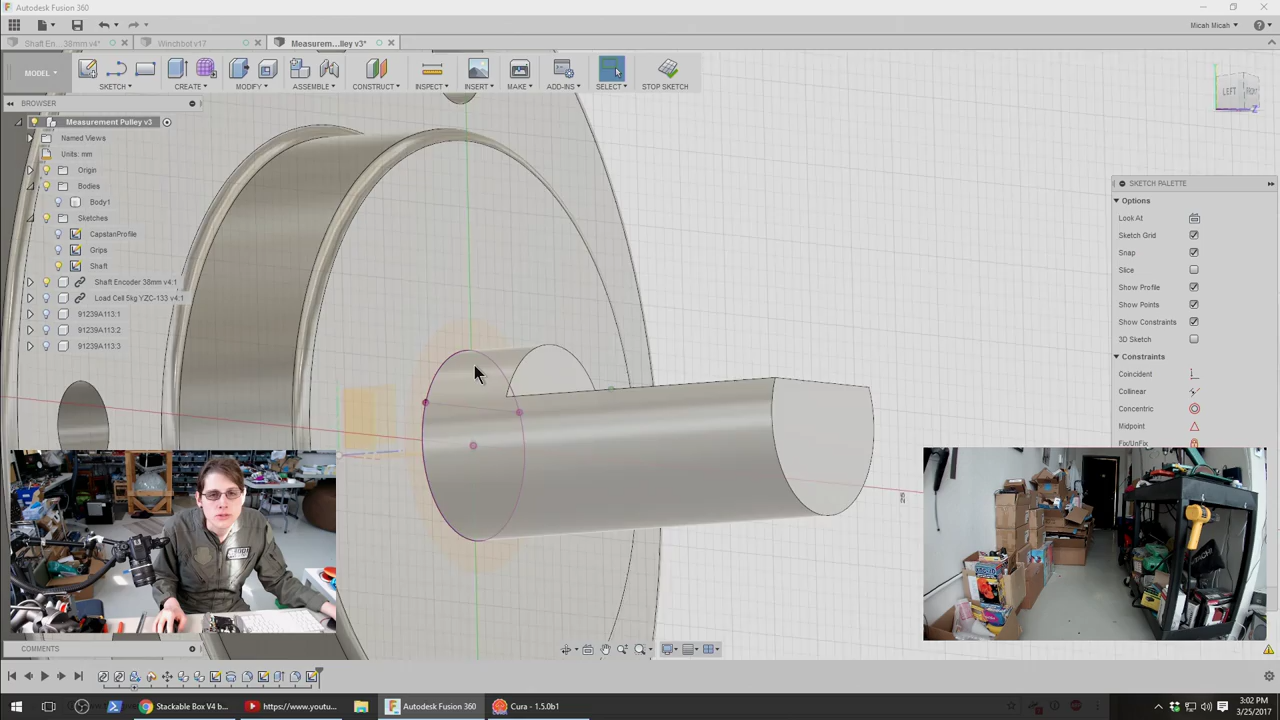 Autodesk Fusion 360
Micah Micah
Shaft En... 38mm v4*
Winchbot v17
Measurem...lley v3*
MODEL
SKETCH
CREATE
MODIFY
ASSEMBLE
CONSTRUCT
INSPECT
INSERT
MAKE
ADD-INS
SELECT
STOP SKETCH
BROWSER
Measurement Pulley v3
Named Views
Units: mm
Origin
Bodies
Body1
Sketches
CapstanProfile
Grips
Shaft
Shaft Encoder 38mm v4:1
Load Cell 5kg YZC-133 v4:1
91239A113:1
91239A113:2
91239A113:3
LEFT
Z
SKETCH PALETTE
Options
Look At
Sketch Grid
Snap
Slice
Show Profile
Show Points
Show Constraints
3D Sketch
Constraints
Coincident
Collinear
Concentric
Midpoint
Fix/UnFix
COMMENTS
Stackable Box V4 b...
https://www.youtu...
Autodesk Fusion 360
Cura - 1.5.0b1
3:02 PM
3/25/2017